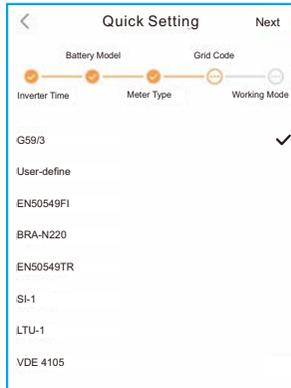 Quick Setting Next
Battery Model Grid Code
Inverter Time Meter Type Working Mode
G59/3
User-define
EN50549FI
BRA-N220
EN50549TR
SI-1
LTU-1
VDE 4105